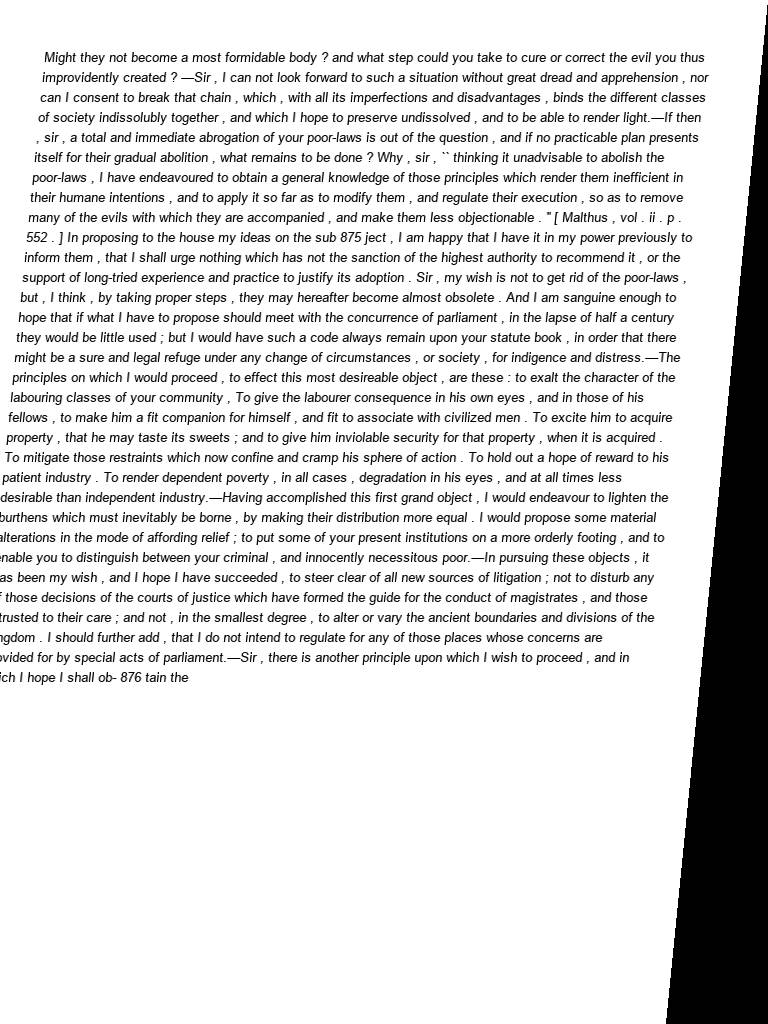 Might they not become a most formidable body ? and what step could you take to cure or correct the evil you thus
improvidently created ? —Sir , I can not look forward to such a situation without great dread and apprehension , nor
can I consent to break that chain , which , with all its imperfections and disadvantages , binds the different classes
of society indissolubly together , and which I hope to preserve undissolved , and to be able to render light.—If then
, sir , a total and immediate abrogation of your poor-laws is out of the question , and if no practicable plan presents
itself for their gradual abolition , what remains to be done ? Why , sir , `` thinking it unadvisable to abolish the
poor-laws , I have endeavoured to obtain a general knowledge of those principles which render them inefficient in
their humane intentions , and to apply it so far as to modify them , and regulate their execution , so as to remove
many of the evils with which they are accompanied , and make them less objectionable . " [ Malthus , vol . ii . p .
552 . ] In proposing to the house my ideas on the sub 875 ject , I am happy that I have it in my power previously to
inform them , that I shall urge nothing which has not the sanction of the highest authority to recommend it , or the
support of long-tried experience and practice to justify its adoption . Sir , my wish is not to get rid of the poor-laws ,
but , I think , by taking proper steps , they may hereafter become almost obsolete . And I am sanguine enough to
hope that if what I have to propose should meet with the concurrence of parliament , in the lapse of half a century
they would be little used ; but I would have such a code always remain upon your statute book , in order that there
might be a sure and legal refuge under any change of circumstances , or society , for indigence and distress.—The
principles on which I would proceed , to effect this most desireable object , are these : to exalt the character of the
labouring classes of your community , To give the labourer consequence in his own eyes , and in those of his
fellows , to make him a fit companion for himself , and fit to associate with civilized men . To excite him to acquire
property , that he may taste its sweets ; and to give him inviolable security for that property , when it is acquired .
To mitigate those restraints which now confine and cramp his sphere of action . To hold out a hope of reward to his
patient industry . To render dependent poverty , in all cases , degradation in his eyes , and at all times less
desirable than independent industry.—Having accomplished this first grand object , I would endeavour to lighten the
burthens which must inevitably be borne , by making their distribution more equal . I would propose some material
alterations in the mode of affording relief ; to put some of your present institutions on a more orderly footing , and to
enable you to distinguish between your criminal , and innocently necessitous poor.—In pursuing these objects , it
as been my wish , and I hope I have succeeded , to steer clear of all new sources of litigation ; not to disturb any
those decisions of the courts of justice which have formed the guide for the conduct of magistrates , and those
trusted to their care ; and not , in the smallest degree , to alter or vary the ancient boundaries and divisions of the
ngdom . I should further add , that I do not intend to regulate for any of those places whose concerns are
ovided for by special acts of parliament.—Sir , there is another principle upon which I wish to proceed , and in
ich I hope I shall ob- 876 tain the